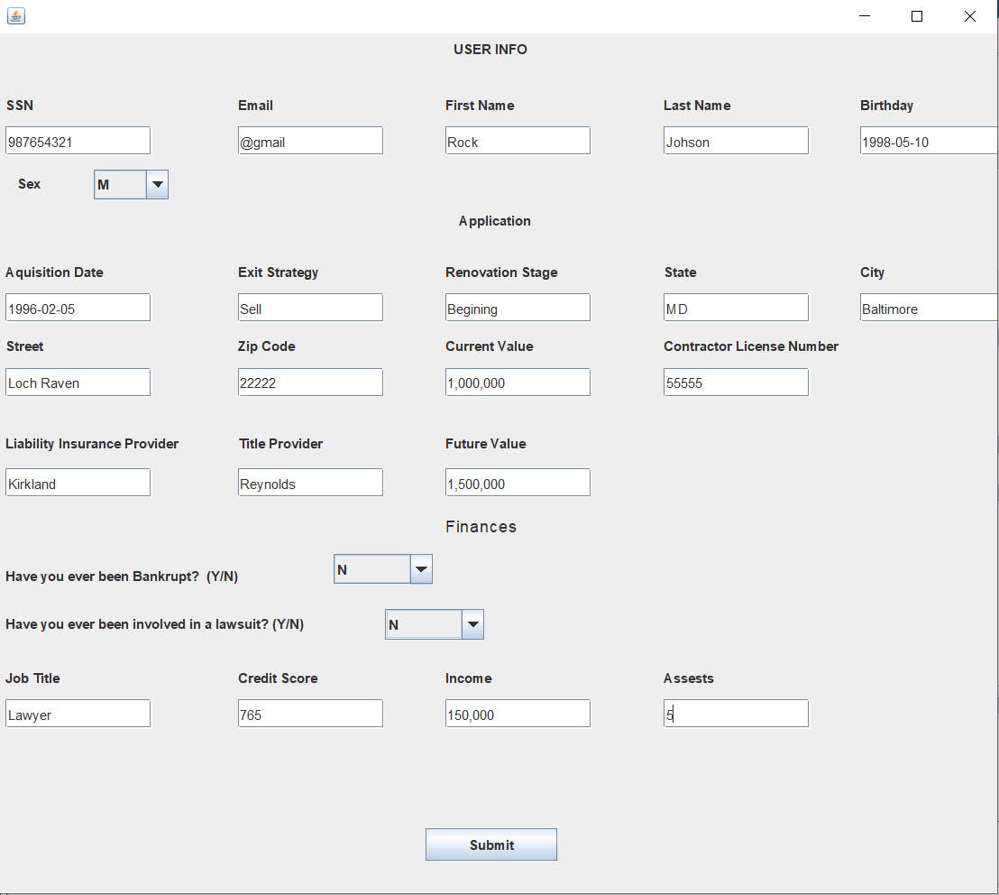 USER INFO
SSN Email First Name Last Name Birthday
987654321 @gmail Rock Johson 1998-05-10
Sex M
Application
Aquisition Date Exit Strategy Renovation Stage State City
1996-02-05 Sell Begining MD Baltimore
Street Zip Code Current Value Contractor License Number
Loch Raven 22222 1,000,000 55555
Liability Insurance Provider Title Provider Future Value
Kirkland Reynolds 1,500,000
Finances
Have you ever been Bankrupt? (Y/N) N
Have you ever been involved in a lawsuit? (Y/N) N
Job Title Credit Score Income Assests
Lawyer 765 150,000 5
Submit